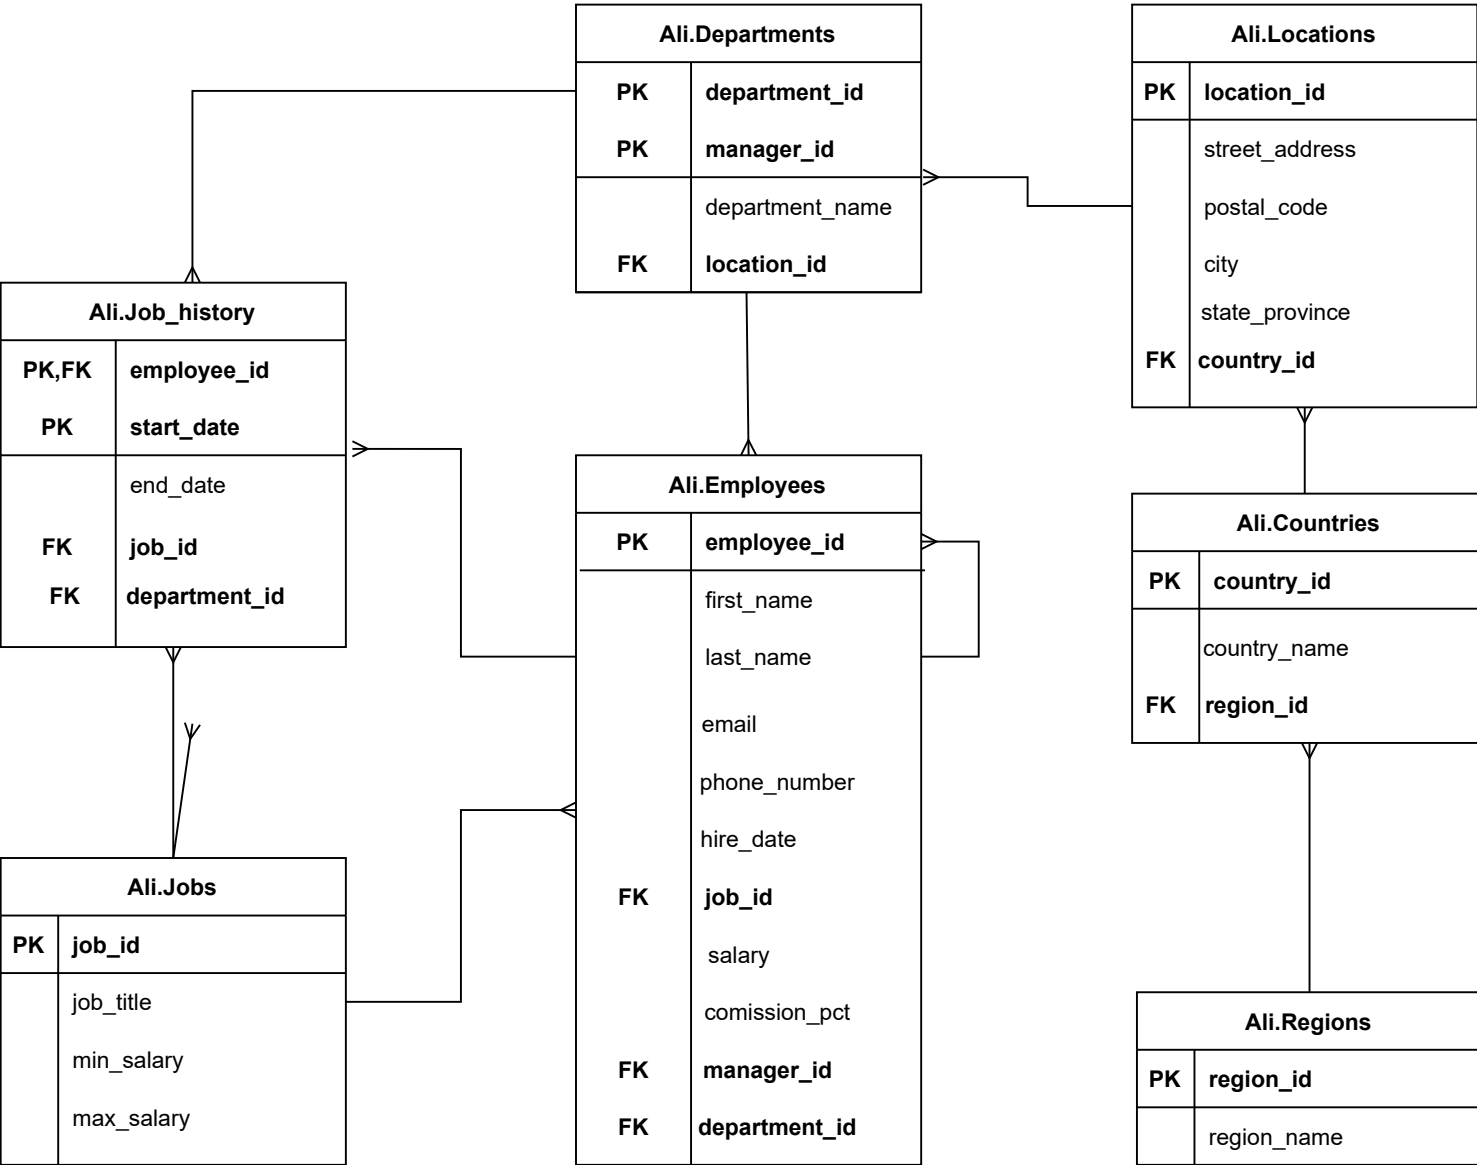 Ali.Departments
PK department_id
PK manager_id
department_name
FK location_id
Ali.Locations
PK location_id
street_address
postal_code
city
state_province
FK country_id
Ali.Job_history
PK,FK employee_id
PK start_date
end_date
FK job_id
FK department_id
Ali.Employees
PK employee_id
first_name
last_name
email
phone_number
hire_date
FK job_id
salary
comission_pct
FK manager_id
FK department_id
Ali.Countries
PK country_id
country_name
FK region_id
Ali.Jobs
PK job_id
job_title
min_salary
max_salary
Ali.Regions
PK region_id
region_name